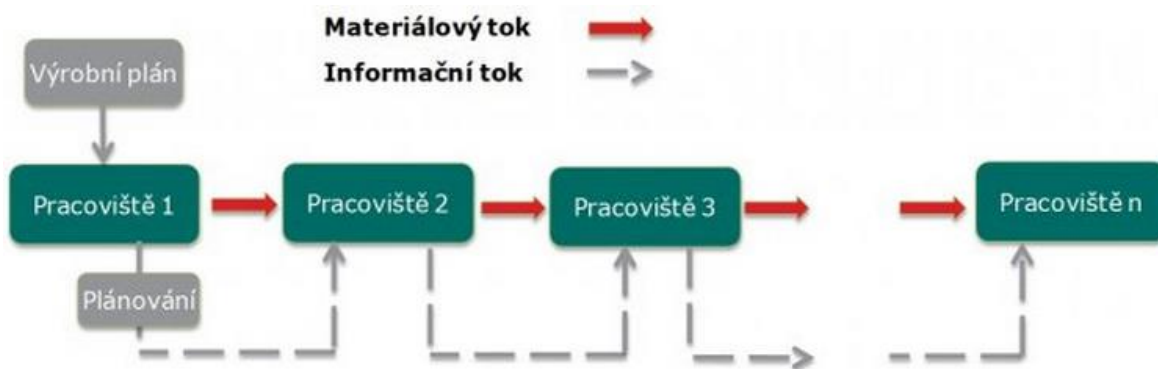 Materiálový tok
Informační tok
Výrobní plán
Pracoviště 1
Pracoviště 2
Pracoviště 3
Pracoviště n
Plánování